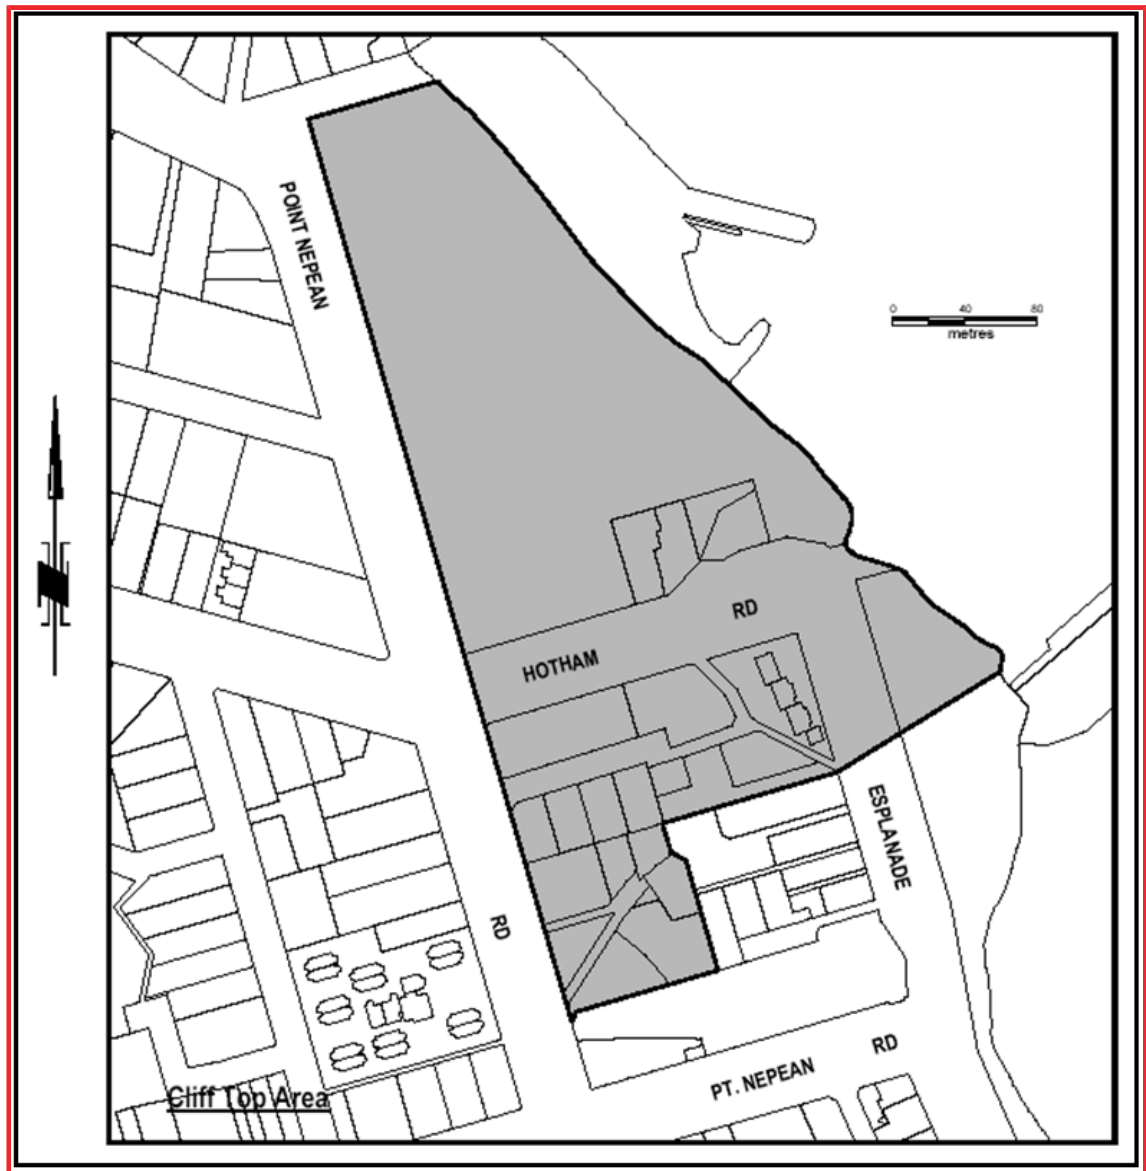 POINT NEPEAN
0 40 80
metres
RD
HOTHAM
ESPLANADE
RD
RD
PT. NEPEAN
Cliff Top Area